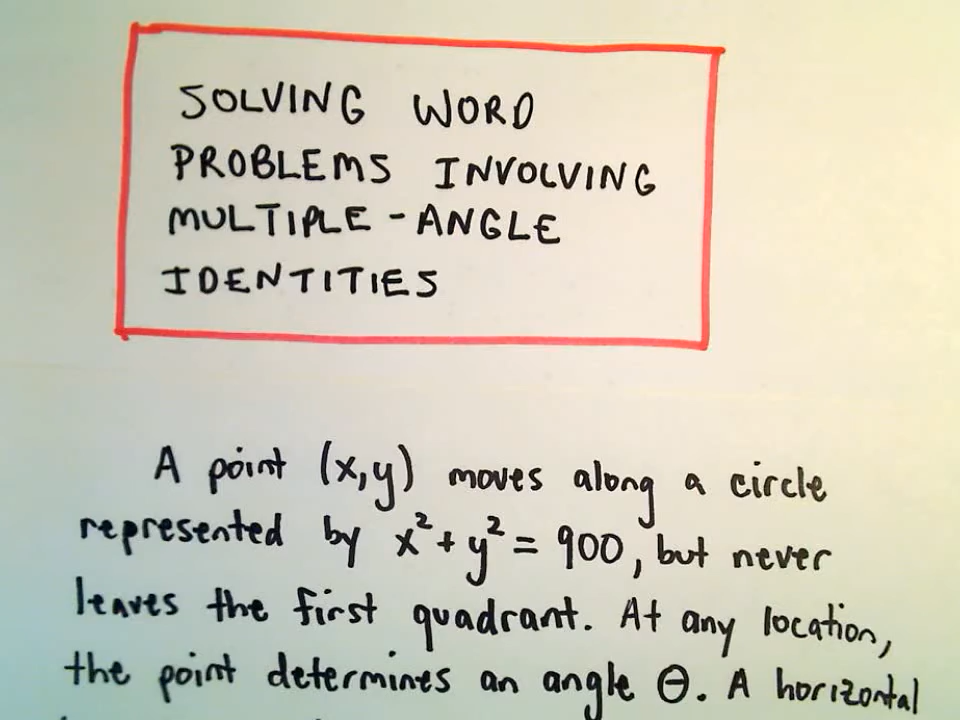 SOLVING WORD
PROBLEMS INVOLVING
MULTIPLE-ANGLE
IDENTITIES
A point (x,y) moves along a circle
represented by x² + y² = 900, but never
leaves the first quadrant. At any location,
the point determines an angle θ. A horizontal